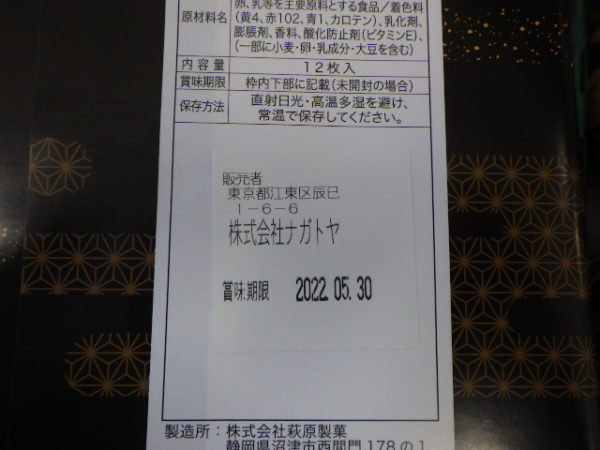 卵、乳等を主要原料とする食品／着色料
原材料名
(黄4、赤102、青1、カロテン)、乳化剤、
膨脹剤、香料、酸化防止剤(ビタミンE)、
(一部に小麦・卵・乳成分・大豆を含む)
内容量 12枚入
賞味期限 枠内下部に記載(未開封の場合)
保存方法 直射日光・高温多湿を避け、
常温で保存してください。
販売者
東京都江東区辰巳
1-6-6
株式会社ナガトヤ
賞味期限 2022.05.30
製造所：株式会社萩原製菓
静岡県沼津市西間門178の1